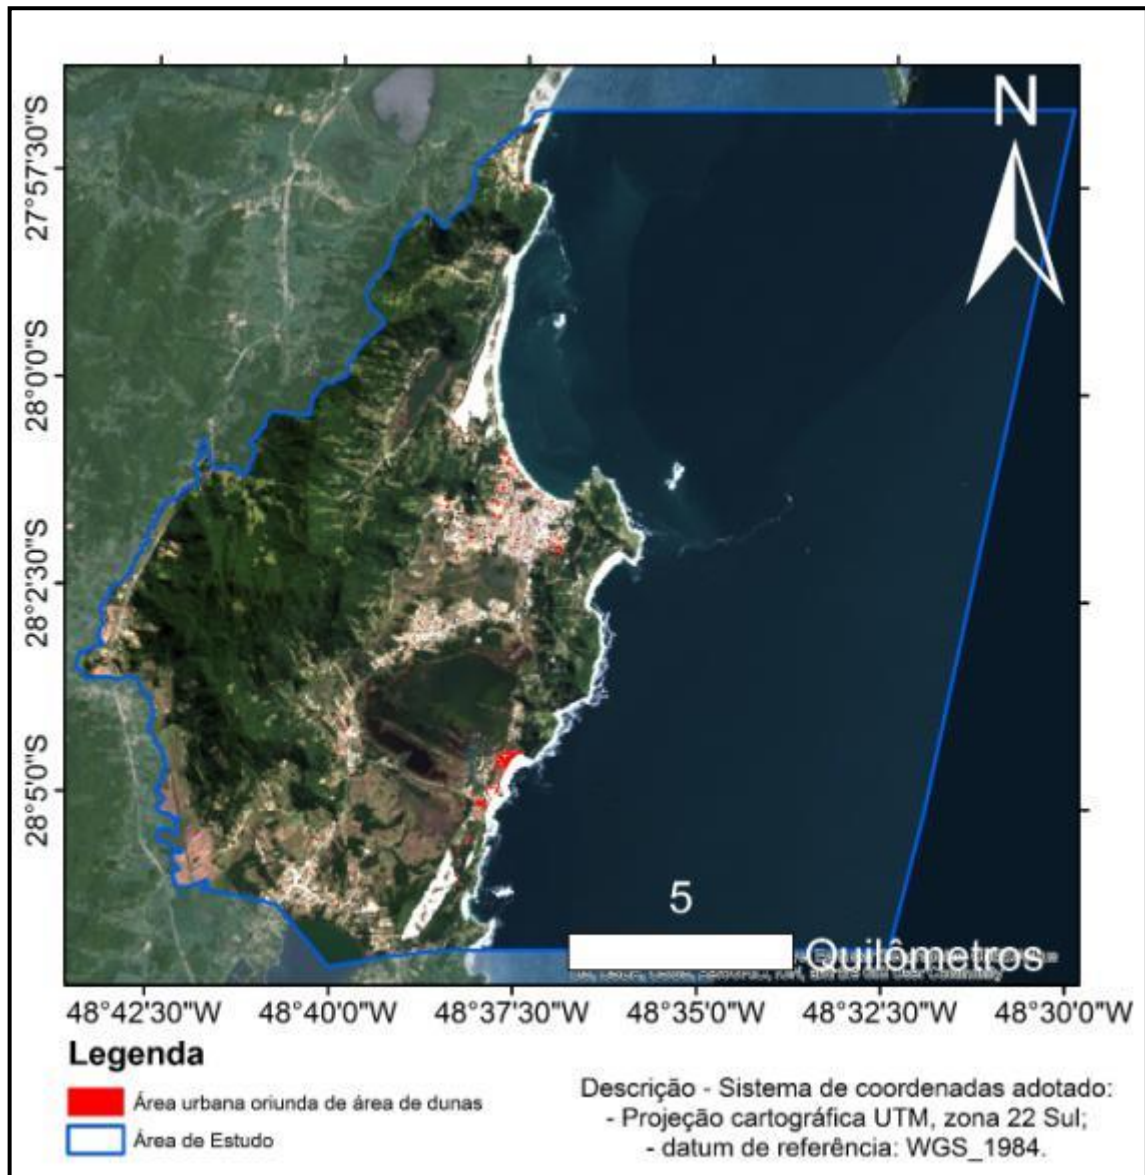 N
27°57'30"S
28°0'0"S
28°2'30"S
28°5'0"S
5
Quilômetros
48°42'30"W 48°40'0"W 48°37'30"W 48°35'0"W 48°32'30"W 48°30'0"W
Legenda
Área urbana oriunda de área de dunas
Área de Estudo
Descrição - Sistema de coordenadas adotado:
- Projeção cartográfica UTM, zona 22 Sul;
- datum de referência: WGS_1984.